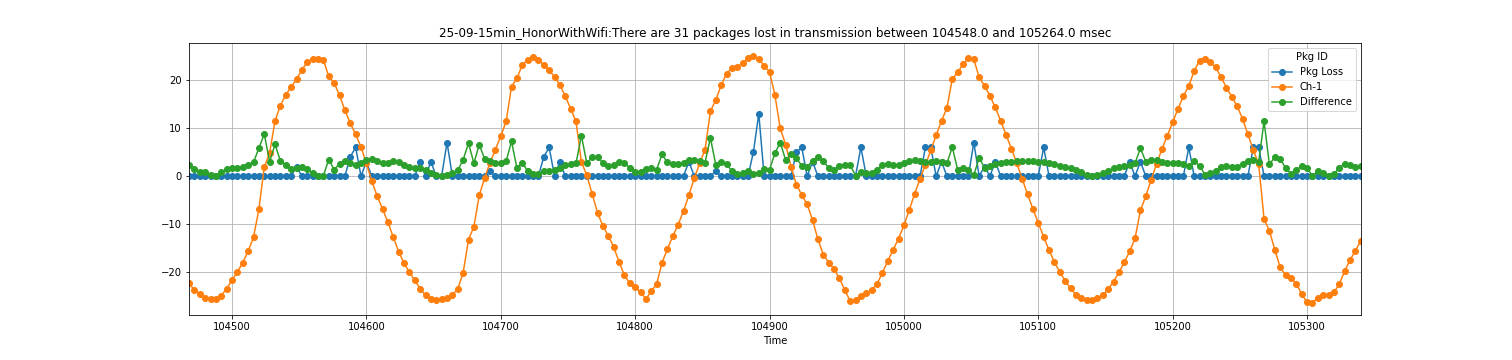 25-09-15min_HonorWithWifi:There are 31 packages lost in transmission between 104548.0 and 105264.0 msec
Pkg ID
Pkg Loss
Ch-1
Difference
20
10
0
−10
−20
104500 104600 104700 104800 104900 105000 105100 105200 105300
Time